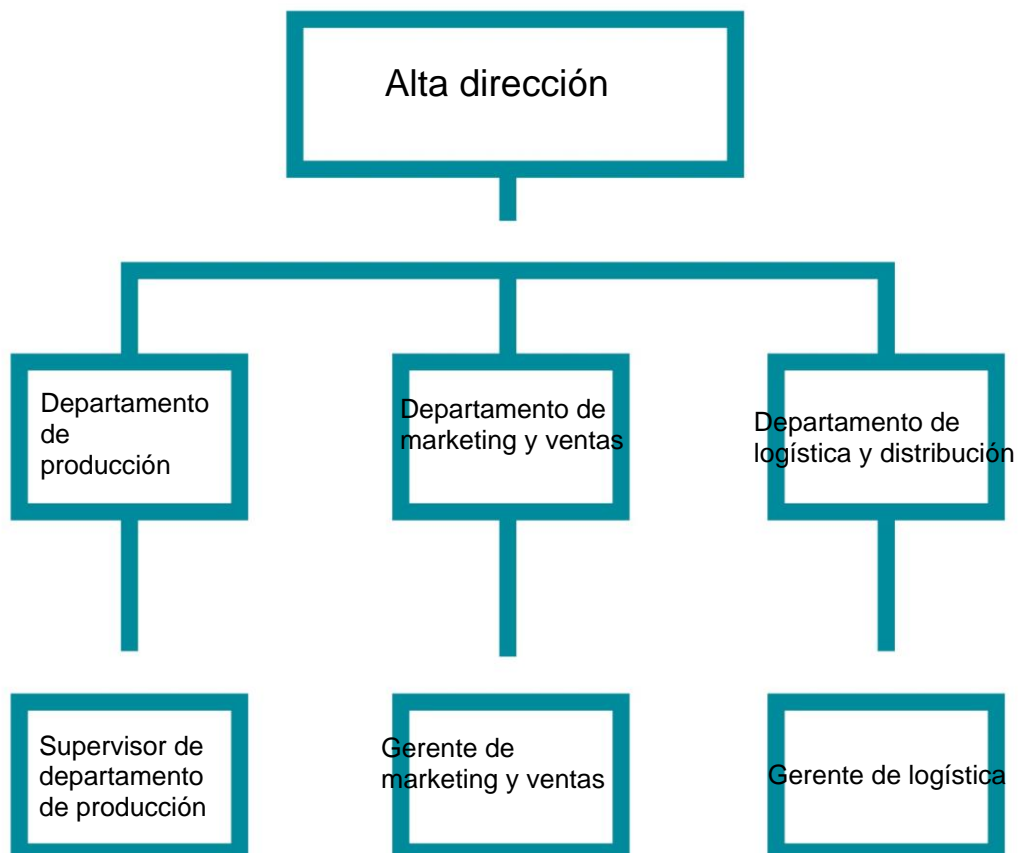 Alta dirección
Departamento
de
producción
Departamento de
marketing y ventas
Departamento de
logística y distribución
Supervisor de
departamento
de producción
Gerente de
marketing y ventas
Gerente de logística